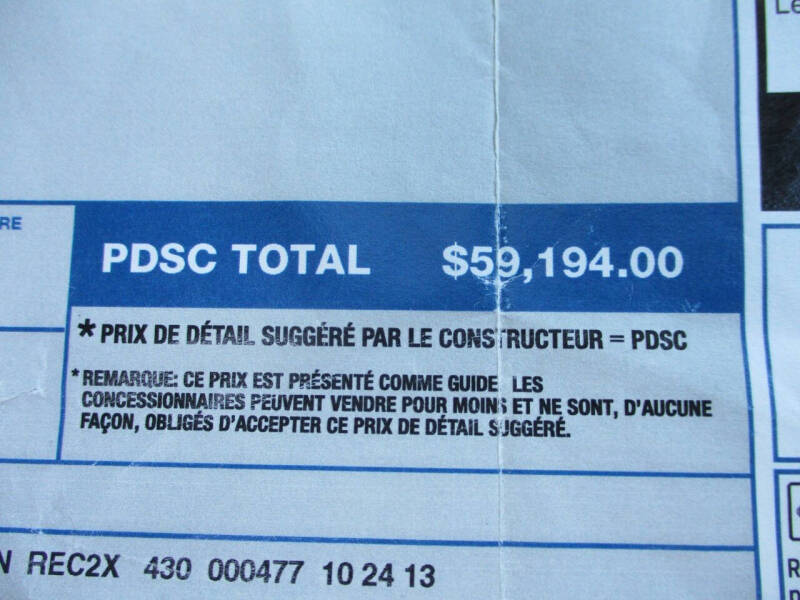 Le
RE
PDSC TOTAL $59,194.00
* PRIX DE DÉTAIL SUGGÉRÉ PAR LE CONSTRUCTEUR = PDSC
* REMARQUE: CE PRIX EST PRÉSENTÉ COMME GUIDE. LES
CONCESSIONNAIRES PEUVENT VENDRE POUR MOINS ET NE SONT, D'AUCUNE
FAÇON, OBLIGÉS D'ACCEPTER CE PRIX DE DÉTAIL SUGGÉRÉ.
N REC2X 430 000477 10 24 13
R